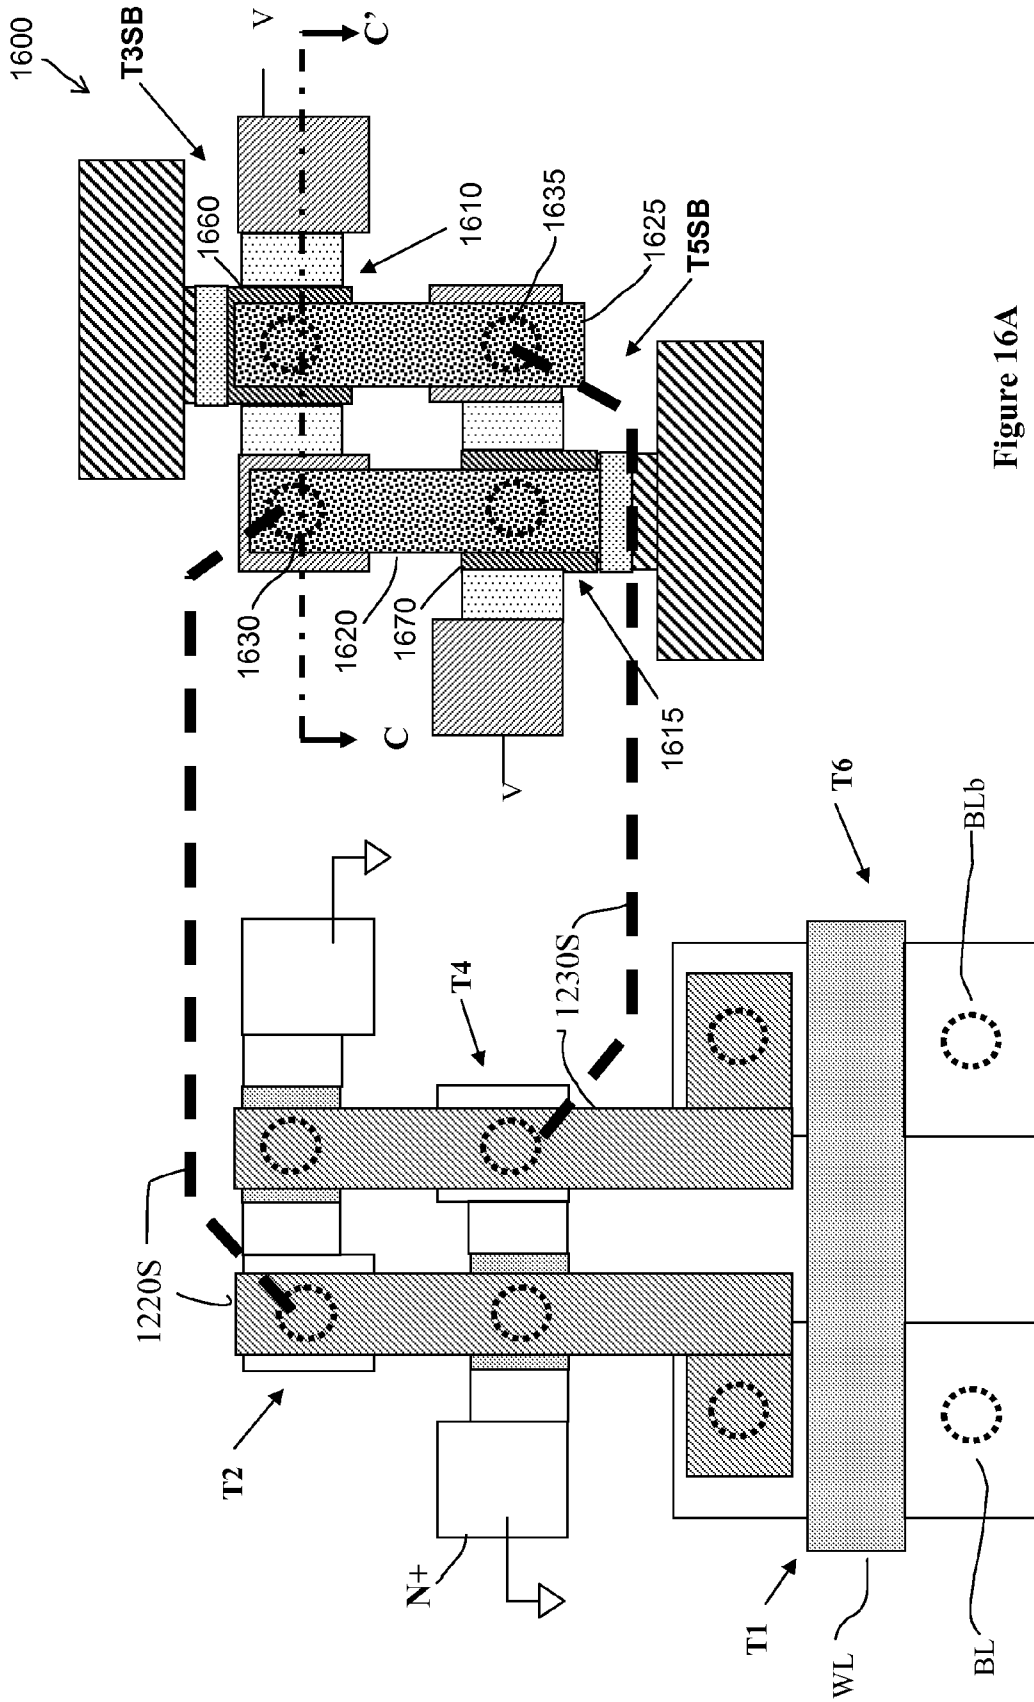 1600
T3SB
V
C'
1660
1610
1635
1625
T5SB
1630
1620
1670
1615
C
V
1220S
T2
N+
T4
1230S
T6
T1
WL
BL
BLb
Figure 16A